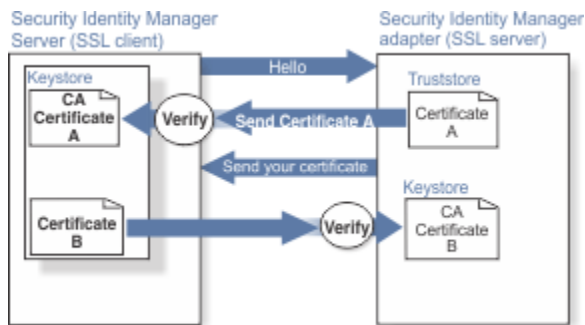 Security Identity Manager
Server (SSL client)
Security Identity Manager
adapter (SSL server)
Keystore
CA
Certificate
A
Hello
Verify
Send Certificate A
Truststore
Certificate
A
Send your certificate
Certificate
B
Verify
Keystore
CA
Certificate
B